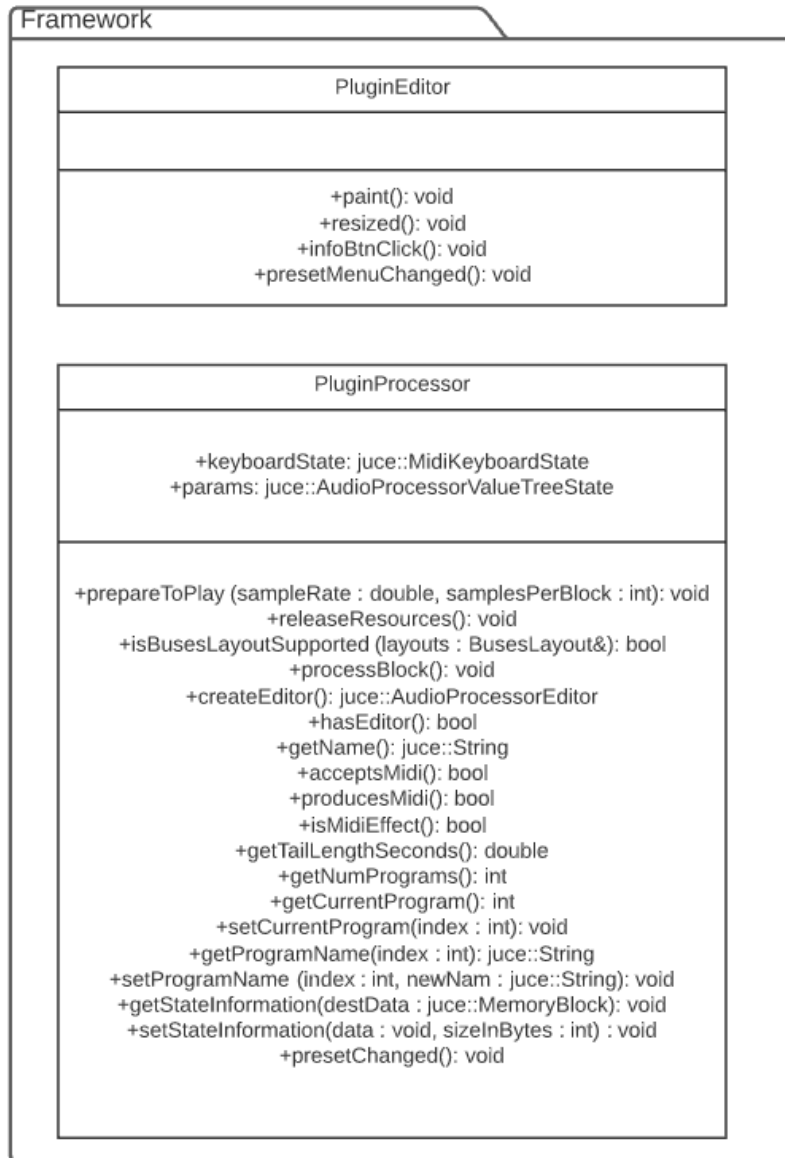 Framework
PluginEditor
+paint(): void
+resized(): void
+infoBtnClick(): void
+presetMenuChanged(): void
PluginProcessor
+keyboardState: juce::MidiKeyboardState
+params: juce::AudioProcessorValueTreeState
+prepareToPlay (sampleRate : double, samplesPerBlock : int): void
+releaseResources(): void
+isBusesLayoutSupported (layouts : BusesLayout&): bool
+processBlock(): void
+createEditor(): juce::AudioProcessorEditor
+hasEditor(): bool
+getName(): juce::String
+acceptsMidi(): bool
+producesMidi(): bool
+isMidiEffect(): bool
+getTailLengthSeconds(): double
+getNumPrograms(): int
+getCurrentProgram(): int
+setCurrentProgram(index : int): void
+getProgramName(index : int): juce::String
+setProgramName (index : int, newNam : juce::String): void
+getStateInformation(destData : juce::MemoryBlock): void
+setStateInformation(data : void, sizeInBytes : int) : void
+presetChanged(): void